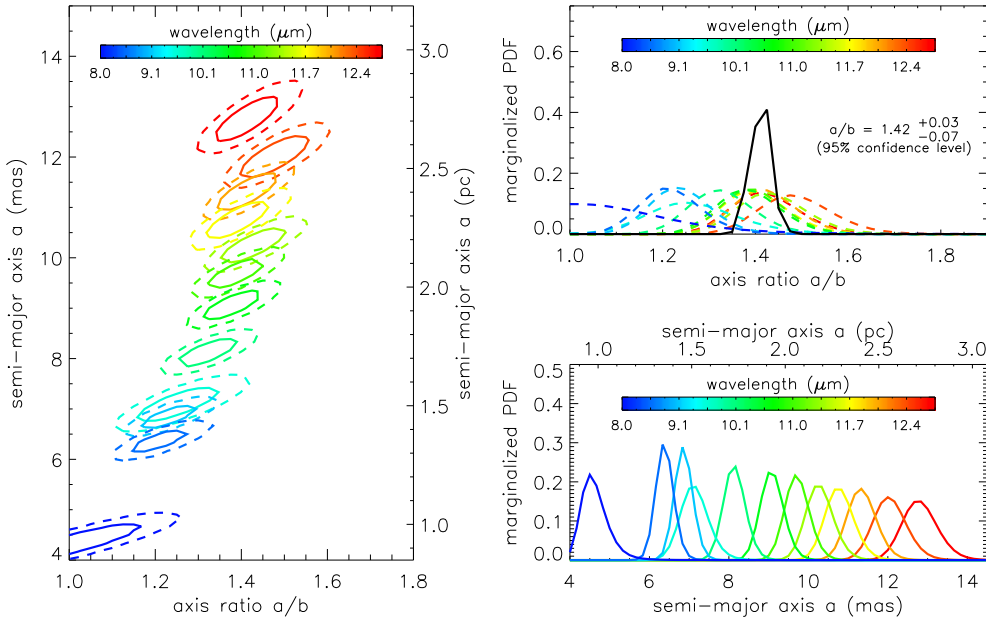 wavelength (μm)
8.0 9.1 10.1 11.0 11.7 12.4
14
12
10
8
6
4
semi-major axis a (mas)
3.0
2.5
2.0
1.5
1.0
semi-major axis a (pc)
1.0 1.2 1.4 1.6 1.8
axis ratio a/b
wavelength (μm)
8.0 9.1 10.1 11.0 11.7 12.4
0.6
0.4
0.2
0.0
marginalized PDF
a/b = 1.42 +0.03 -0.07
(95% confidence level)
1.0 1.2 1.4 1.6 1.8
axis ratio a/b
semi-major axis a (pc)
1.0 1.5 2.0 2.5 3.0
wavelength (μm)
8.0 9.1 10.1 11.0 11.7 12.4
0.5
0.4
0.3
0.2
0.1
0.0
marginalized PDF
4 6 8 10 12 14
semi-major axis a (mas)